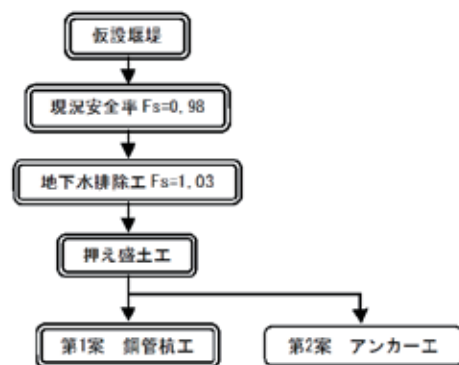 仮設堰堤
現況安全率 Fs=0,98
地下水排除工 Fs=1,03
押え盛土工
第1案 鋼管杭工
第2案 アンカー工